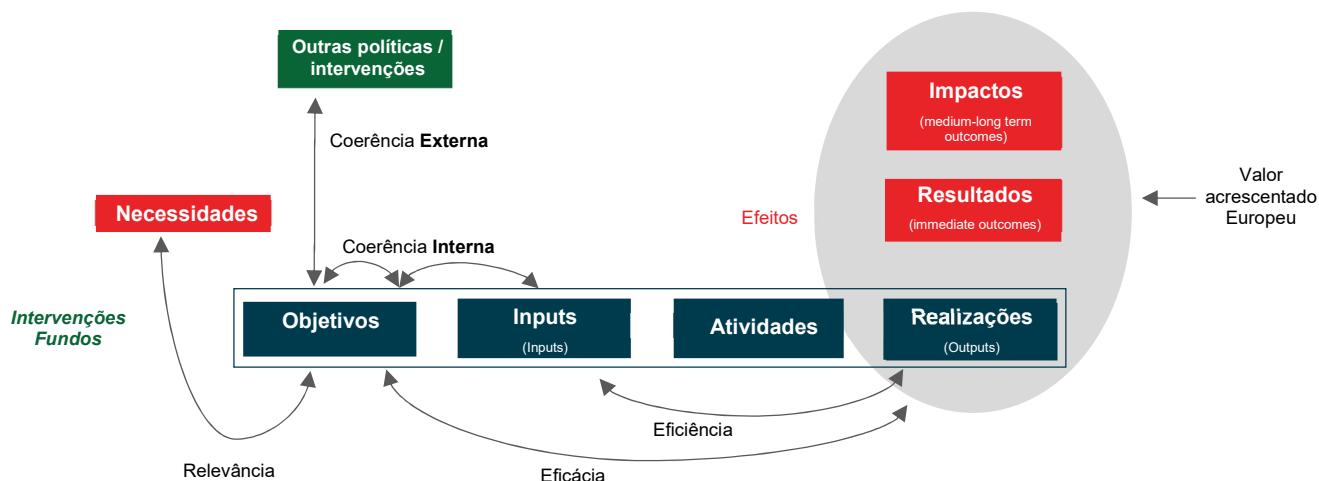 Outras políticas /
intervenções
Impactos
(medium-long term
outcomes)
Coerência Externa
Valor
acrescentado
Europeu
Necessidades
Efeitos
Resultados
(immediate outcomes)
Coerência Interna
Intervenções
Fundos
Objetivos
Inputs
(Inputs)
Atividades
Realizações
(Outputs)
Eficiência
Relevância
Eficácia